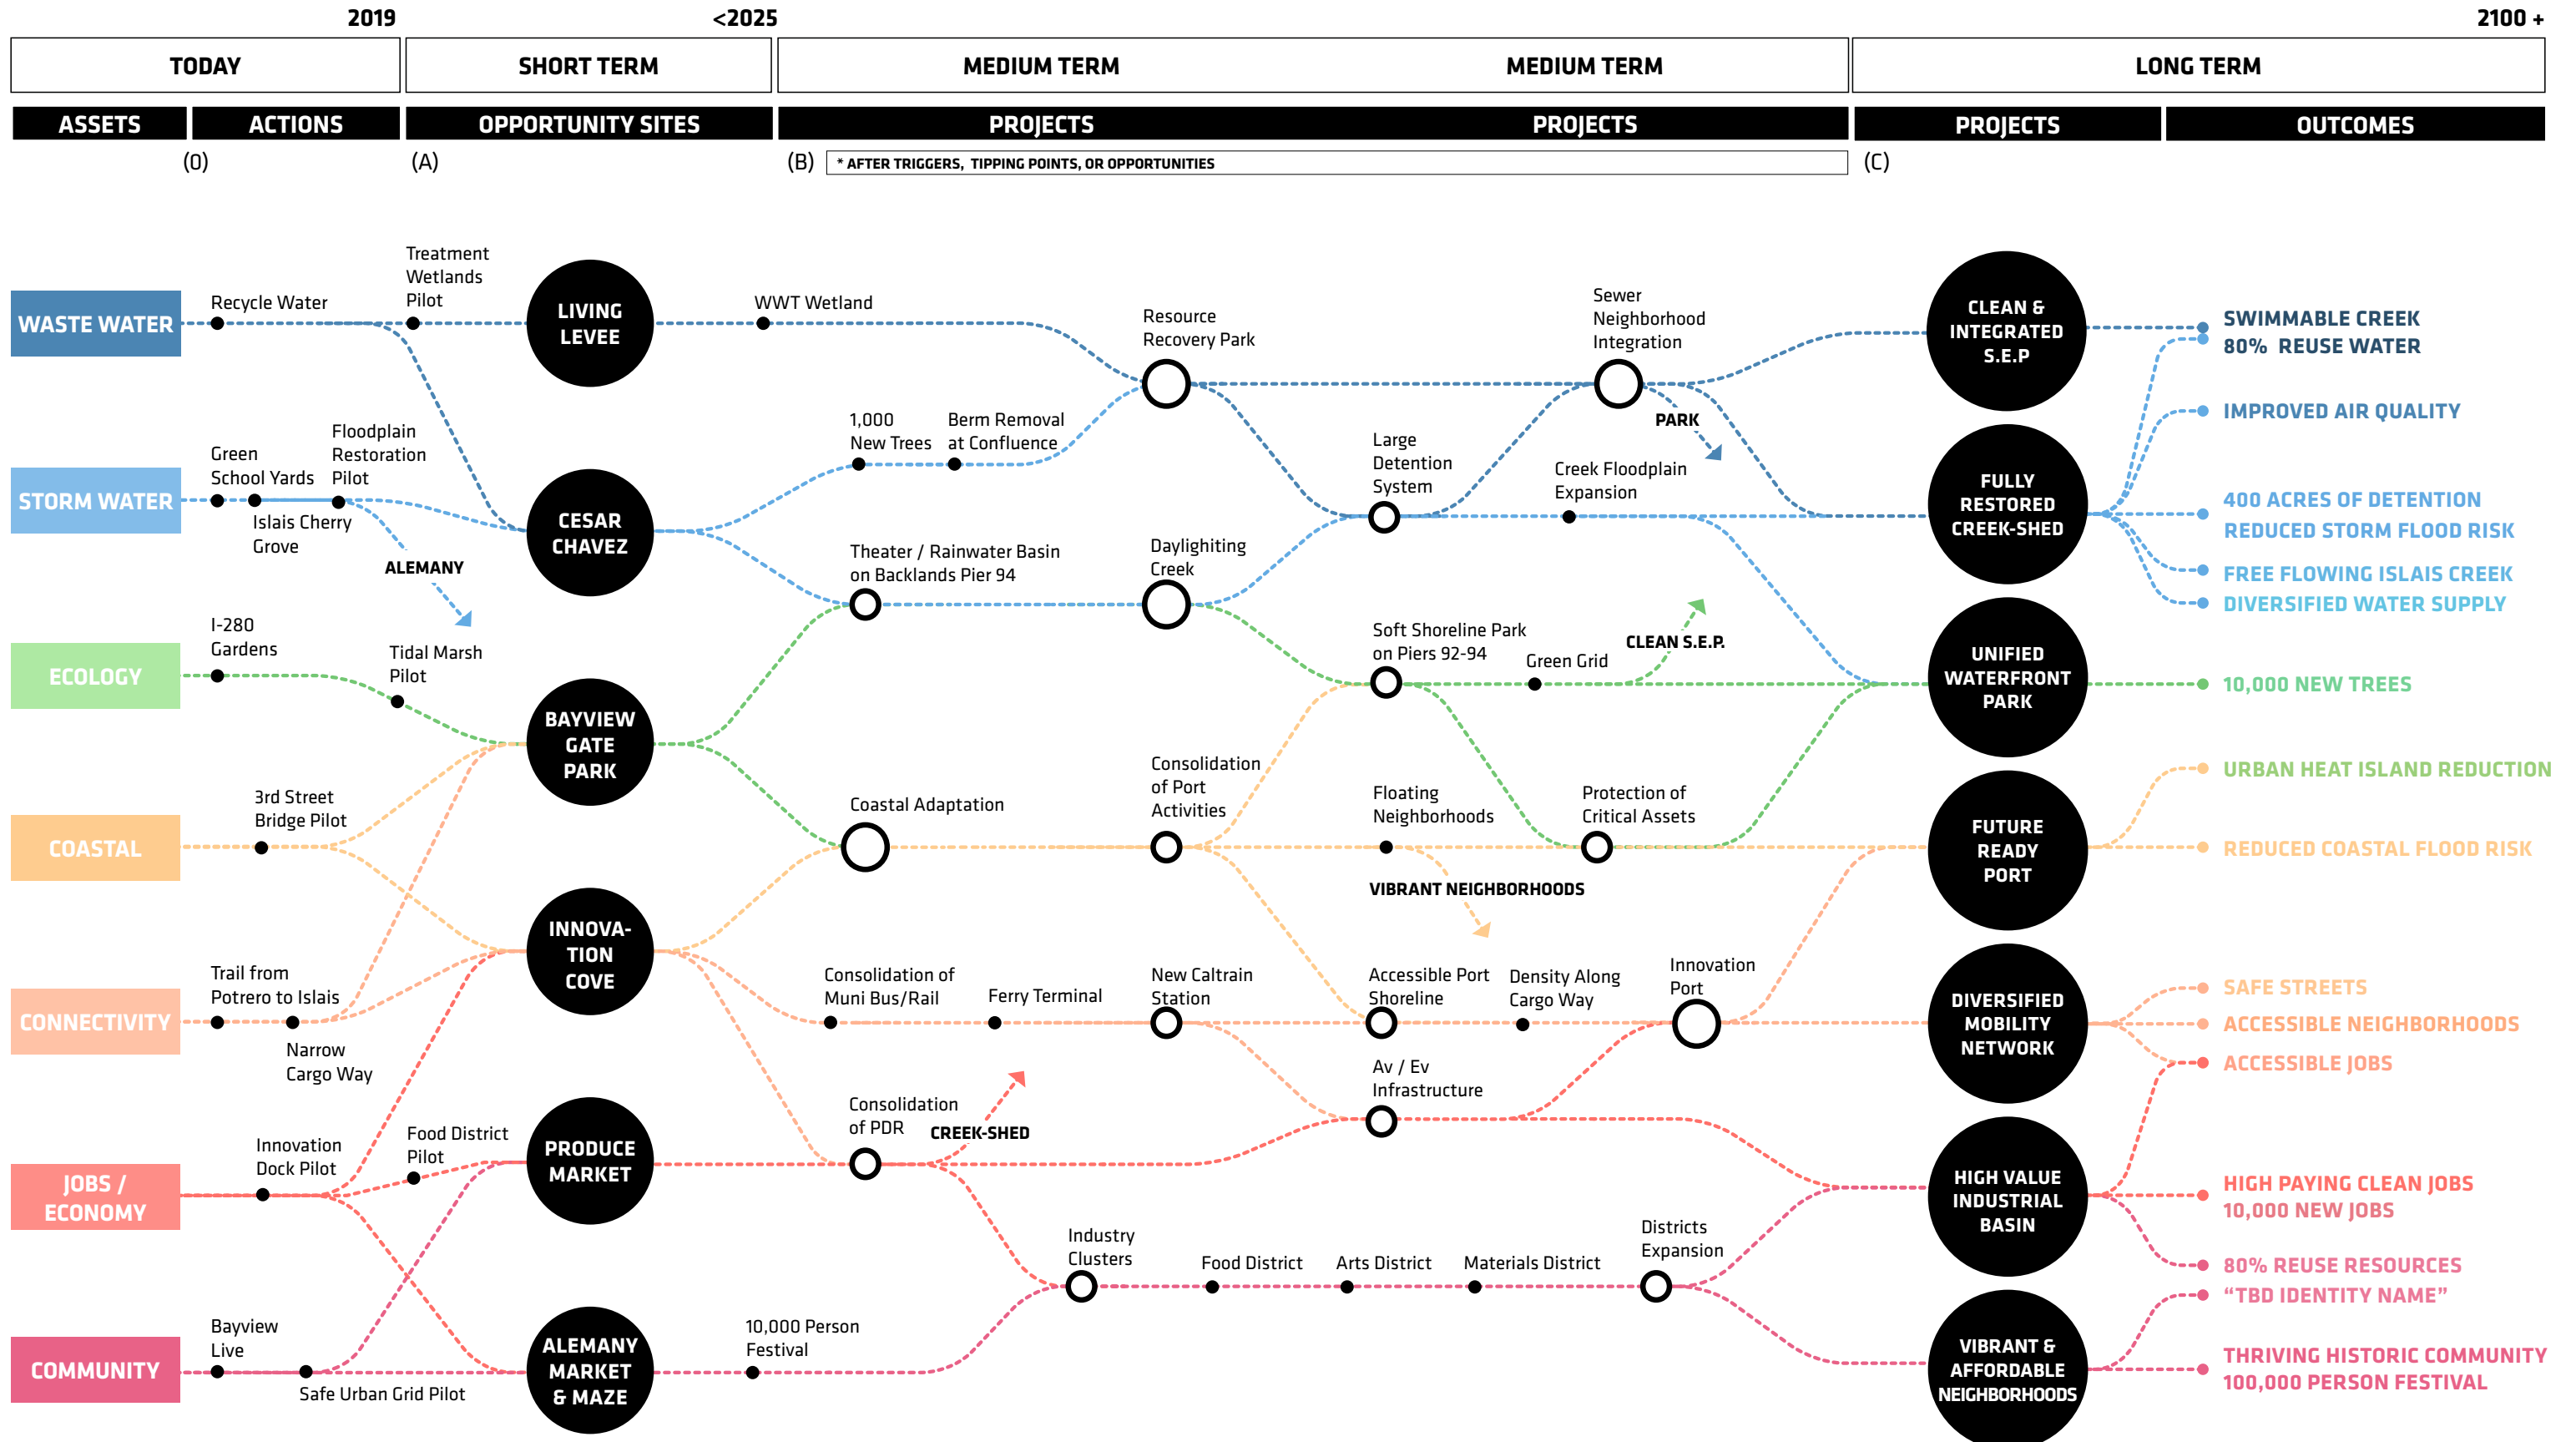 2019
<2025
2100 +
TODAY
SHORT TERM
MEDIUM TERM
MEDIUM TERM
LONG TERM
ASSETS
ACTIONS
OPPORTUNITY SITES
PROJECTS
PROJECTS
PROJECTS
OUTCOMES
(0)
(A)
(B)
* AFTER TRIGGERS, TIPPING POINTS, OR OPPORTUNITIES
(C)
WASTE WATER
Recycle Water
Treatment
Wetlands
Pilot
LIVING
LEVEE
WWT Wetland
Resource
Recovery Park
Sewer
Neighborhood
Integration
PARK
CLEAN &
INTEGRATED
S.E.P
SWIMMABLE CREEK
80% REUSE WATER
IMPROVED AIR QUALITY
STORM WATER
Green
School Yards
Islais Cherry
Grove
Floodplain
Restoration
Pilot
ALEMANY
CESAR
CHAVEZ
1,000
New Trees
Berm Removal
at Confluence
Theater / Rainwater Basin
on Backlands Pier 94
Daylighiting
Creek
Large
Detention
System
Creek Floodplain
Expansion
FULLY
RESTORED
CREEK-SHED
400 ACRES OF DETENTION
REDUCED STORM FLOOD RISK
FREE FLOWING ISLAIS CREEK
DIVERSIFIED WATER SUPPLY
ECOLOGY
I-280
Gardens
Tidal Marsh
Pilot
BAYVIEW
GATE
PARK
Soft Shoreline Park
on Piers 92-94
Green Grid
CLEAN S.E.P.
UNIFIED
WATERFRONT
PARK
10,000 NEW TREES
COASTAL
3rd Street
Bridge Pilot
Coastal Adaptation
Consolidation
of Port
Activities
Floating
Neighborhoods
Protection of
Critical Assets
VIBRANT NEIGHBORHOODS
FUTURE
READY
PORT
URBAN HEAT ISLAND REDUCTION
REDUCED COASTAL FLOOD RISK
CONNECTIVITY
Trail from
Potrero to Islais
Narrow
Cargo Way
INNOVA-
TION
COVE
Consolidation of
Muni Bus/Rail
Ferry Terminal
New Caltrain
Station
Accessible Port
Shoreline
Density Along
Cargo Way
Innovation
Port
DIVERSIFIED
MOBILITY
NETWORK
SAFE STREETS
ACCESSIBLE NEIGHBORHOODS
ACCESSIBLE JOBS
JOBS /
ECONOMY
Innovation
Dock Pilot
Food District
Pilot
PRODUCE
MARKET
Consolidation
of PDR
CREEK-SHED
Av / Ev
Infrastructure
HIGH VALUE
INDUSTRIAL
BASIN
HIGH PAYING CLEAN JOBS
10,000 NEW JOBS
80% REUSE RESOURCES
COMMUNITY
Bayview
Live
Safe Urban Grid Pilot
ALEMANY
MARKET
& MAZE
10,000 Person
Festival
Industry
Clusters
Food District
Arts District
Materials District
Districts
Expansion
VIBRANT &
AFFORDABLE
NEIGHBORHOODS
“TBD IDENTITY NAME”
THRIVING HISTORIC COMMUNITY
100,000 PERSON FESTIVAL